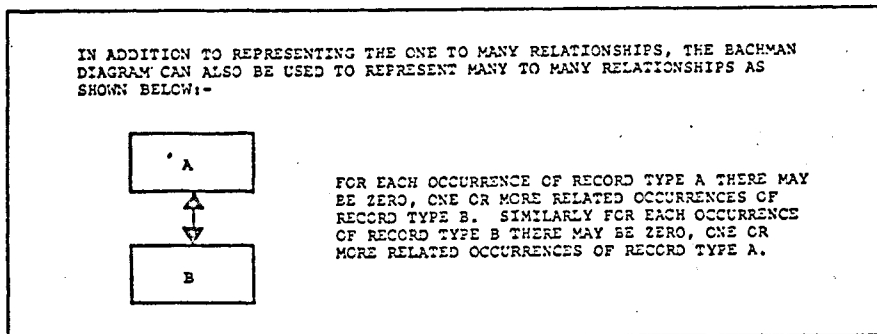 IN ADDITION TO REPRESENTING THE ONE TO MANY RELATIONSHIPS, THE BACHMAN
DIAGRAM CAN ALSO BE USED TO REPRESENT MANY TO MANY RELATIONSHIPS AS
SHOWN BELOW:-
A
FOR EACH OCCURRENCE OF RECORD TYPE A THERE MAY
BE ZERO, ONE OR MORE RELATED OCCURRENCES OF
RECORD TYPE B. SIMILARLY FOR EACH OCCURRENCE
OF RECORD TYPE B THERE MAY BE ZERO, ONE OR
MORE RELATED OCCURRENCES OF RECORD TYPE A.
B